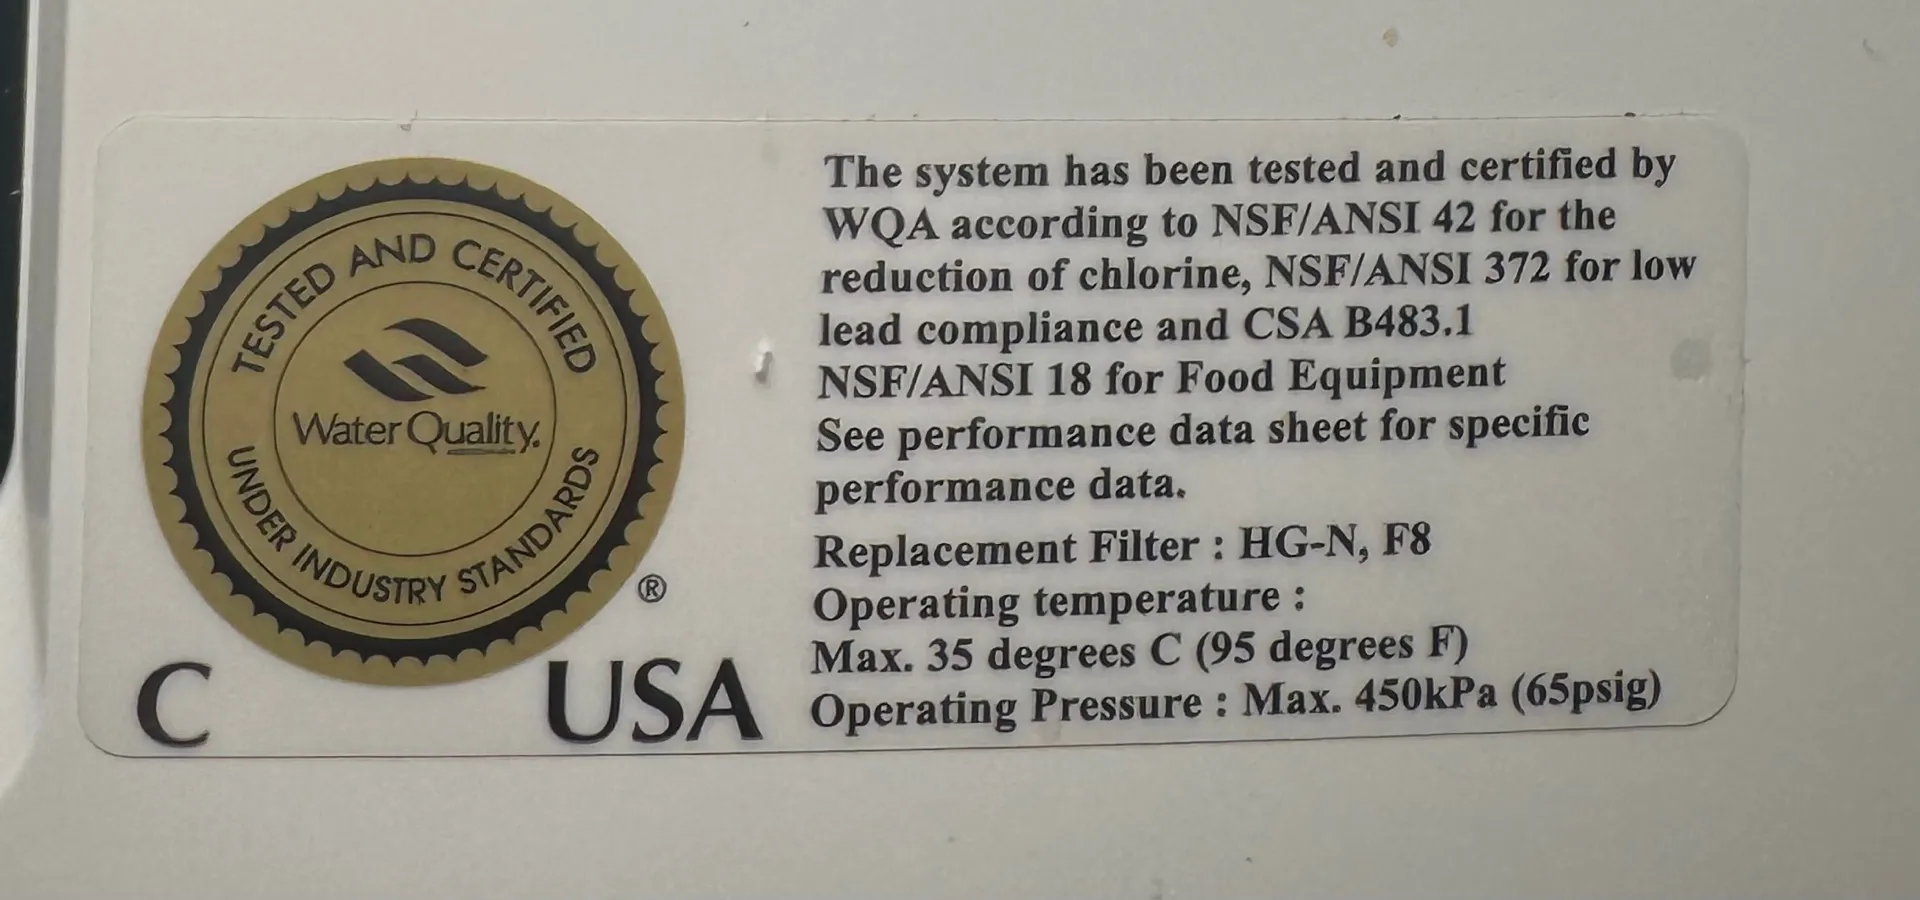 TESTED AND CERTIFIED
Water Quality.
UNDER INDUSTRY STANDARDS
®
C
USA
The system has been tested and certified by
WQA according to NSF/ANSI 42 for the
reduction of chlorine, NSF/ANSI 372 for low
lead compliance and CSA B483.1
NSF/ANSI 18 for Food Equipment
See performance data sheet for specific
performance data.
Replacement Filter : HG-N, F8
Operating temperature :
Max. 35 degrees C (95 degrees F)
Operating Pressure : Max. 450kPa (65psig)